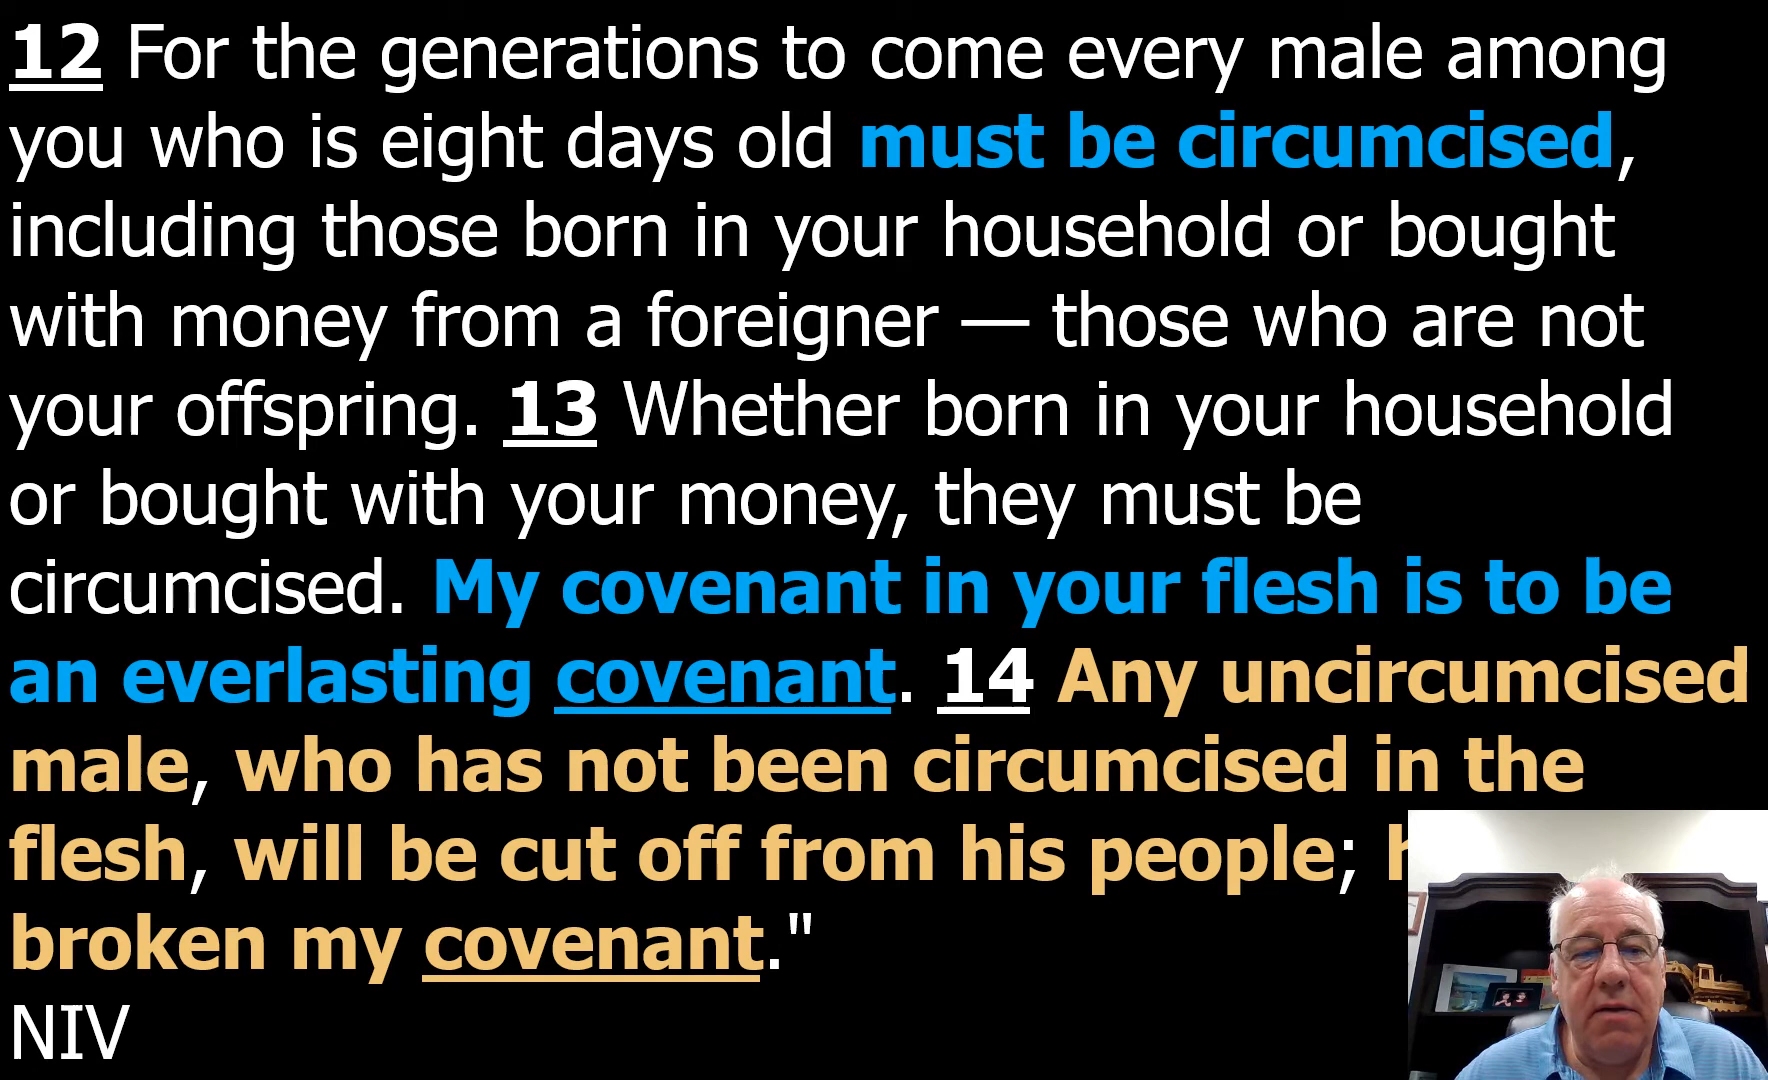 12 For the generations to come every male among
you who is eight days old must be circumcised,
including those born in your household or bought
with money from a foreigner — those who are not
your offspring. 13 Whether born in your household
or bought with your money, they must be
circumcised. My covenant in your flesh is to be
an everlasting covenant. 14 Any uncircumcised
male, who has not been circumcised in the
flesh, will be cut off from his people;
broken my covenant."
NIV